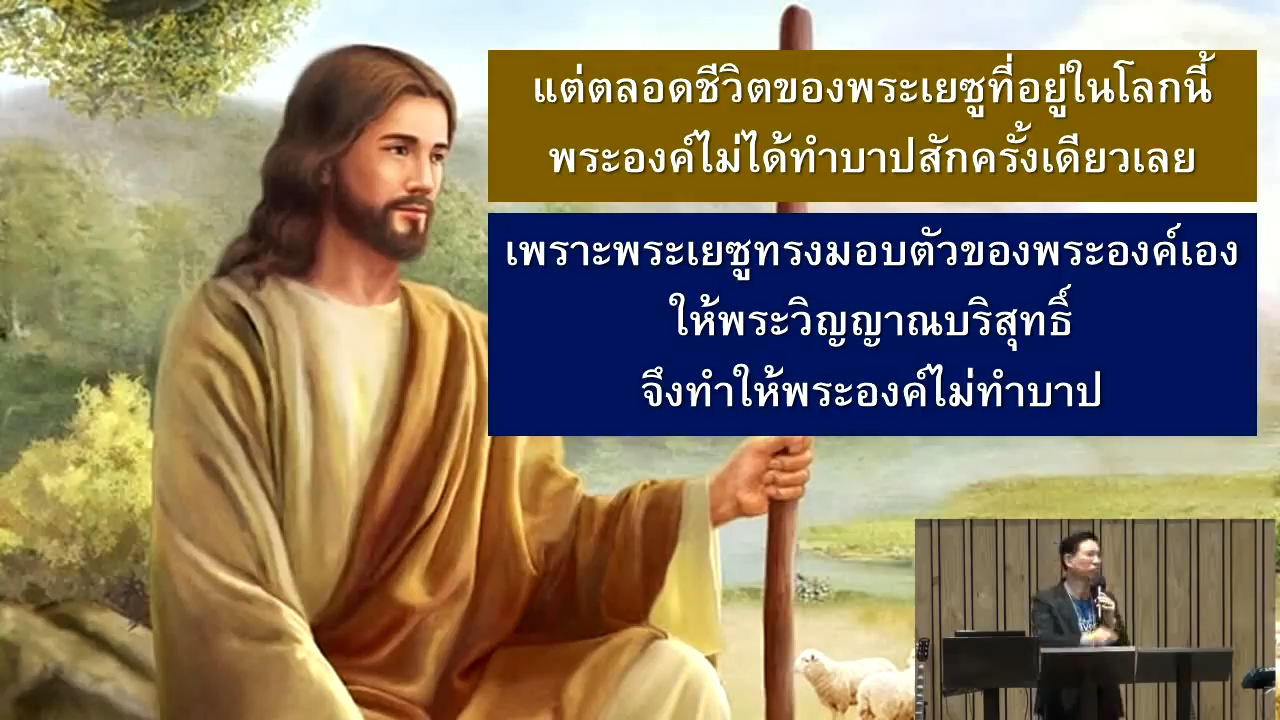 แต่ตลอดชีวิตของพระเยซูที่อยู่ในโลกนี้
พระองค์ไม่ได้ทำบาปสักครั้งเดียวเลย
เพราะพระเยซูทรงมอบตัวของพระองค์เอง
ให้พระวิญญาณบริสุทธิ์
จึงทำให้พระองค์ไม่ทำบาป